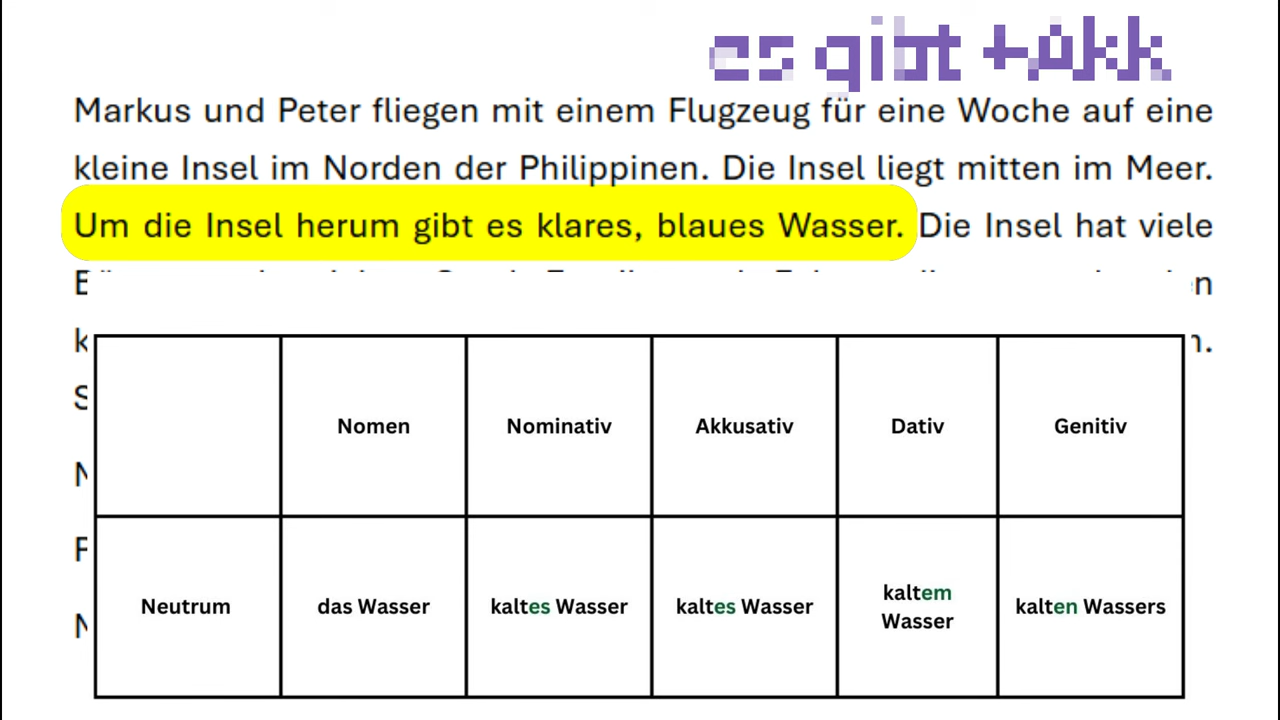 es gibt +Akk
Markus und Peter fliegen mit einem Flugzeug für eine Woche auf eine
kleine Insel im Norden der Philippinen. Die Insel liegt mitten im Meer.
Um die Insel herum gibt es klares, blaues Wasser. Die Insel hat viele
Nomen Nominativ Akkusativ Dativ Genitiv
Neutrum das Wasser kaltes Wasser kaltes Wasser kaltem Wasser kalten Wassers